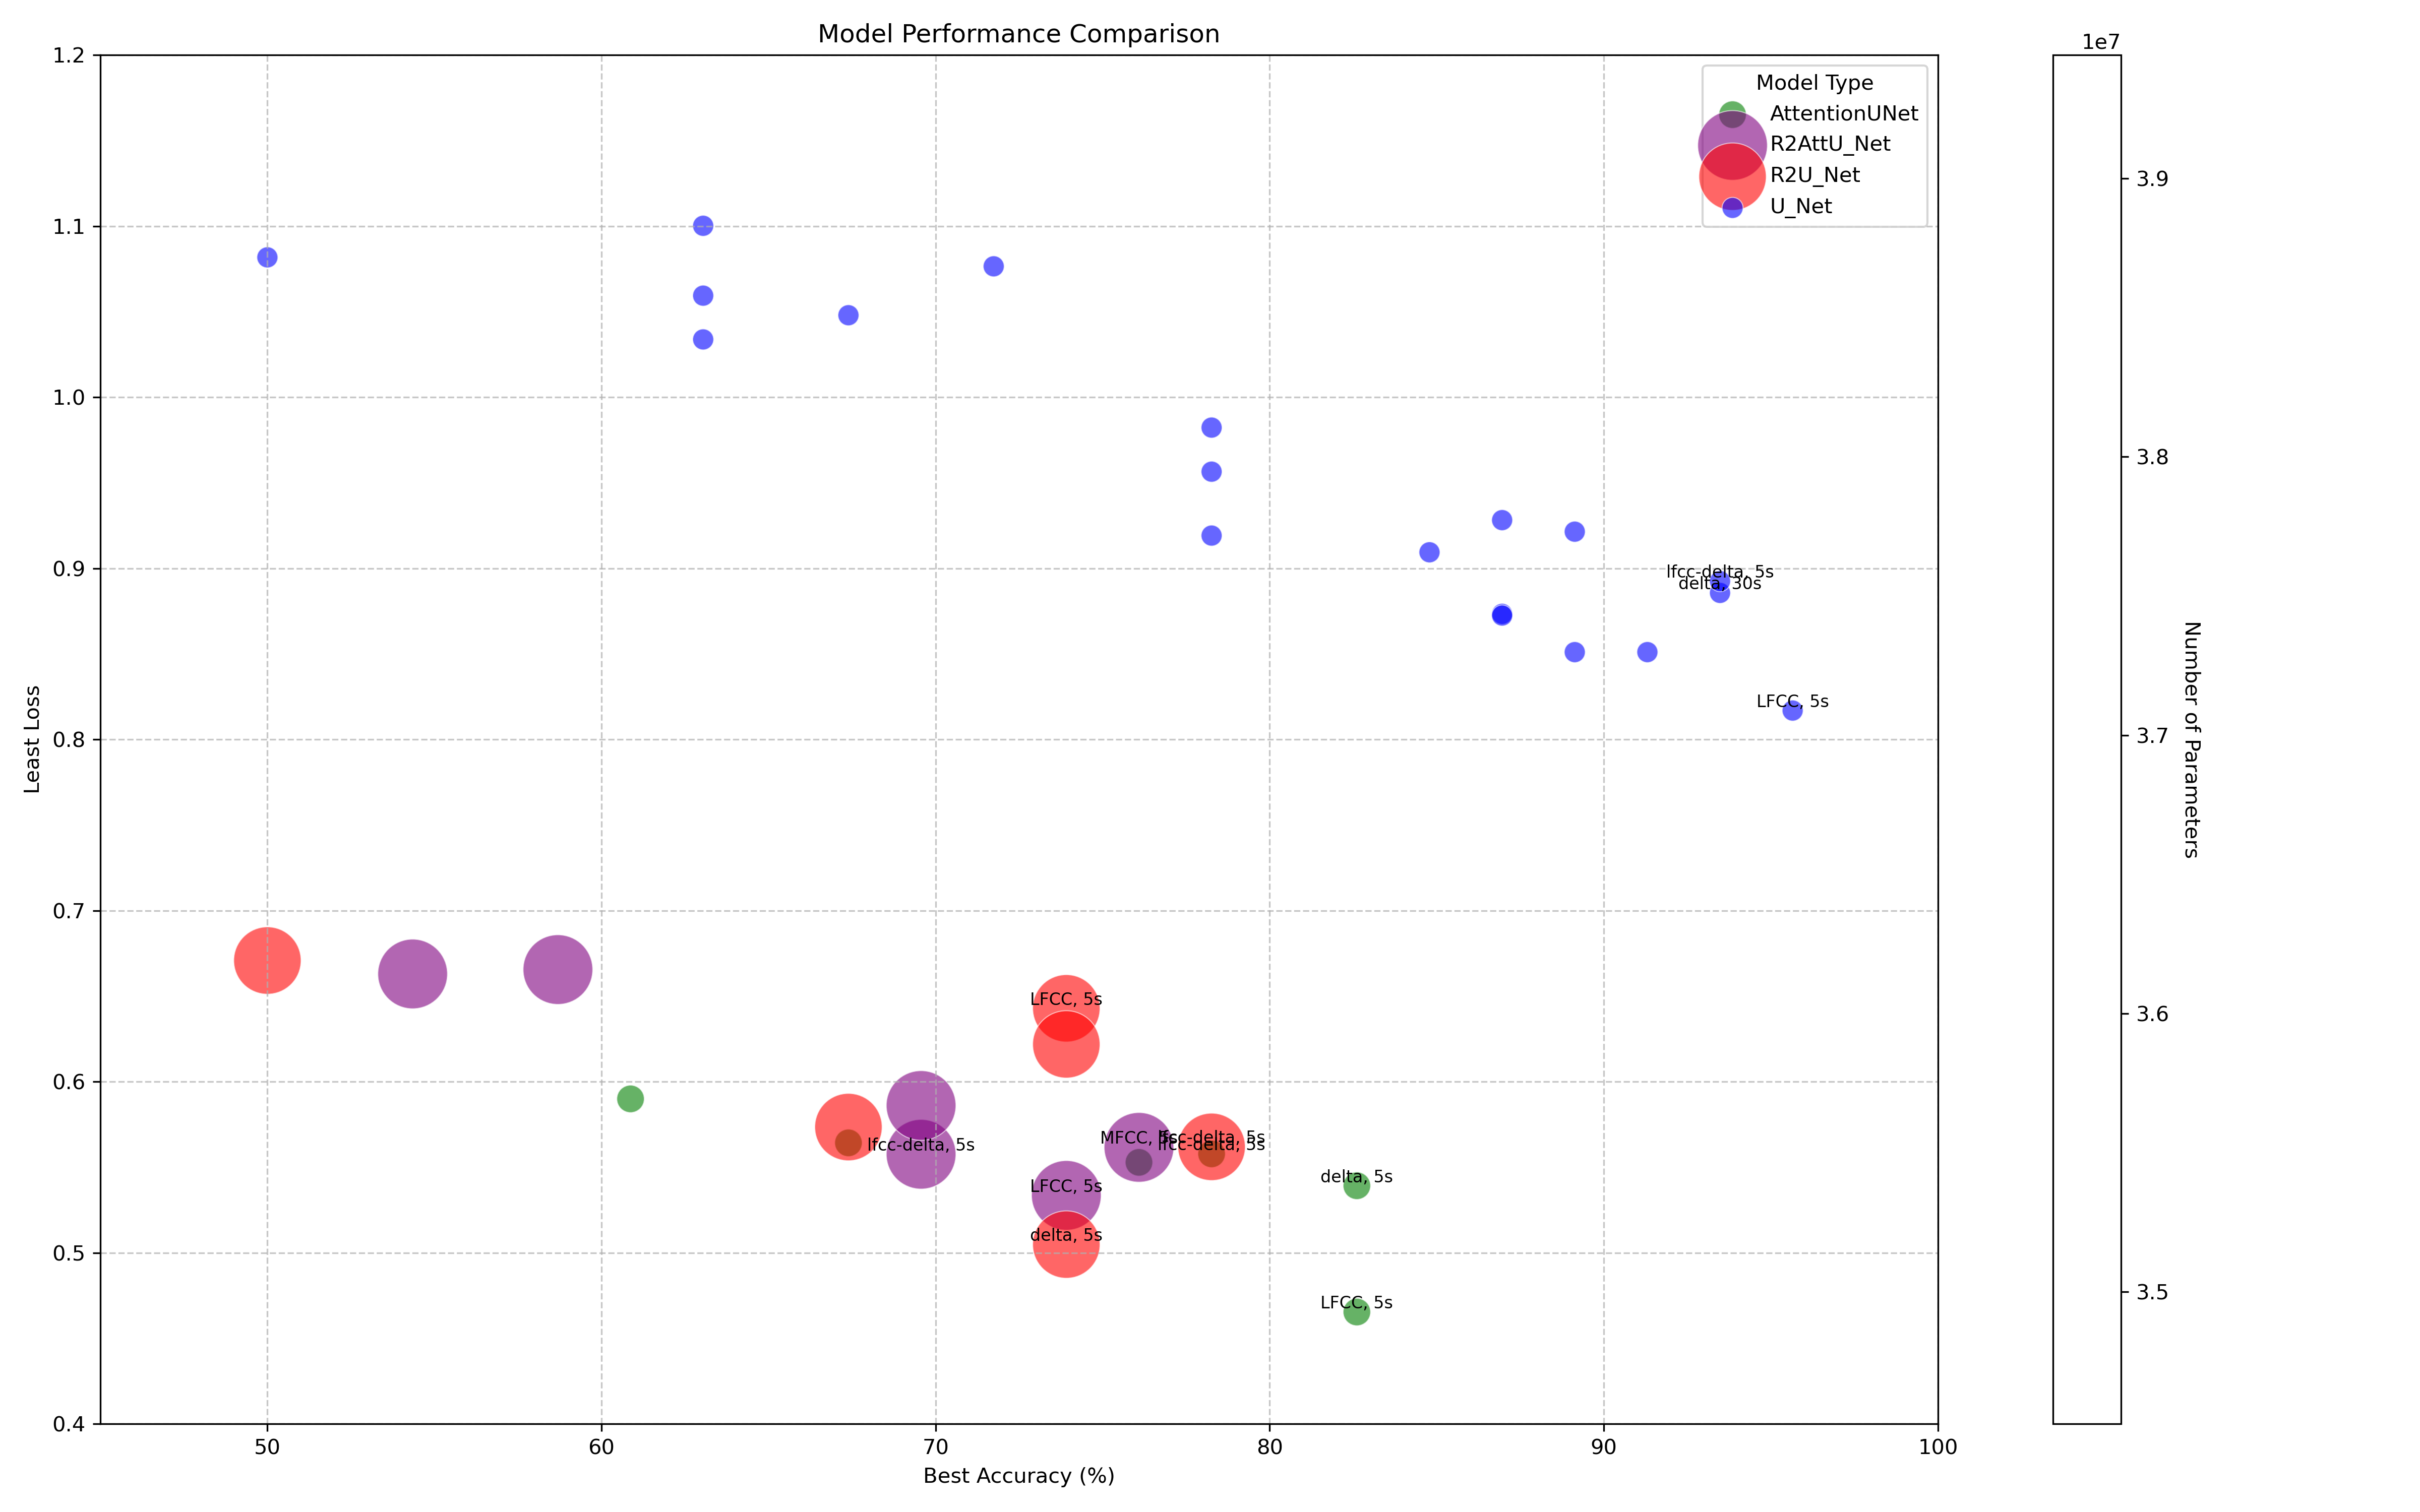 Model Performance Comparison
1e7
1.2
1.1
1.0
0.9
0.8
0.7
0.6
0.5
0.4
Least Loss
50
60
70
80
90
100
Best Accuracy (%)
Model Type
AttentionUNet
R2AttU_Net
R2U_Net
U_Net
lfcc-delta, 5s
delta, 30s
LFCC, 5s
LFCC, 5s
lfcc-delta, 5s
MFCC, 5s
lfcc-delta, 5s
LFCC, 5s
delta, 5s
delta, 5s
LFCC, 5s
3.9
3.8
3.7
3.6
3.5
Number of Parameters